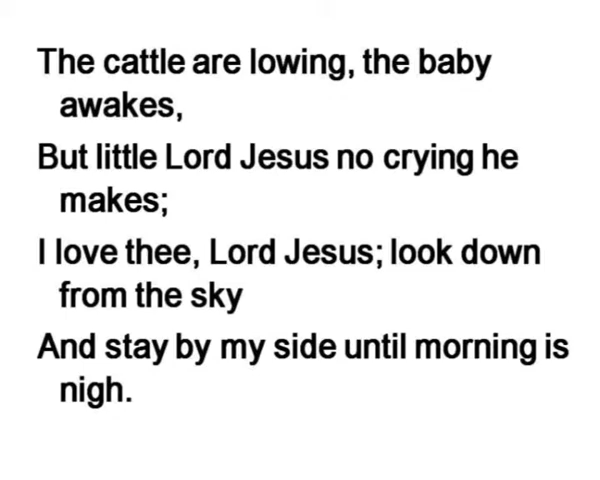 The cattle are lowing, the baby
awakes,
But little Lord Jesus no crying he
makes;
I love thee, Lord Jesus; look down
from the sky
And stay by my side until morning is
nigh.